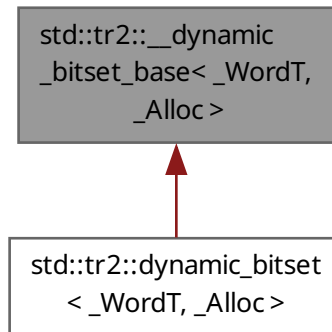 std::tr2::__dynamic
_bitset_base< _WordT,
_Alloc >
std::tr2::dynamic_bitset
< _WordT, _Alloc >